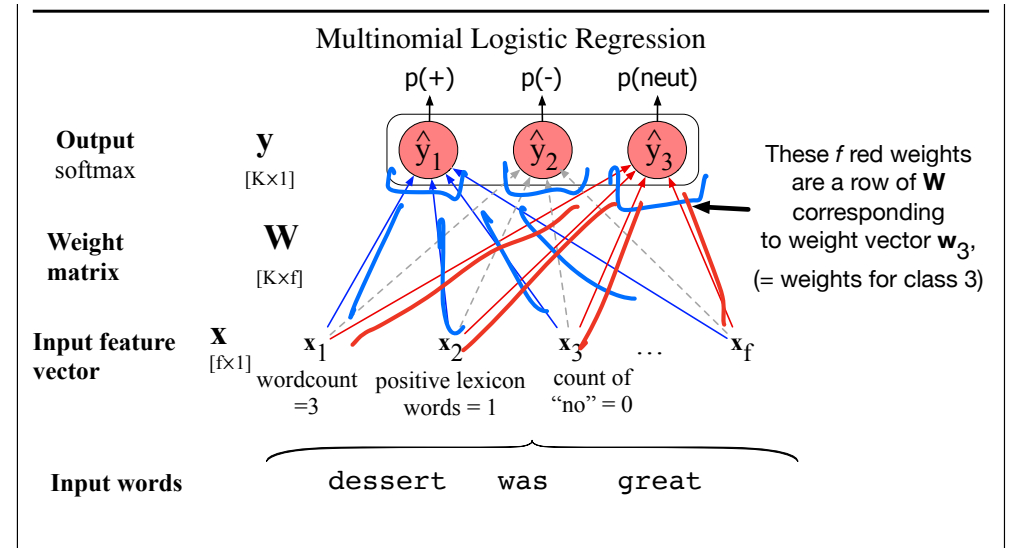 Multinomial Logistic Regression
p(+) p(-) p(neut)
Output y ŷ1 ŷ2 ŷ3
softmax [K×1]
These f red weights
are a row of W
corresponding
to weight vector w3,
(= weights for class 3)
Weight W
matrix [K×f]
Input feature x x1 x2 x3 … xf
vector [f×1]
wordcount positive lexicon count of
=3 words = 1 “no” = 0
Input words dessert was great